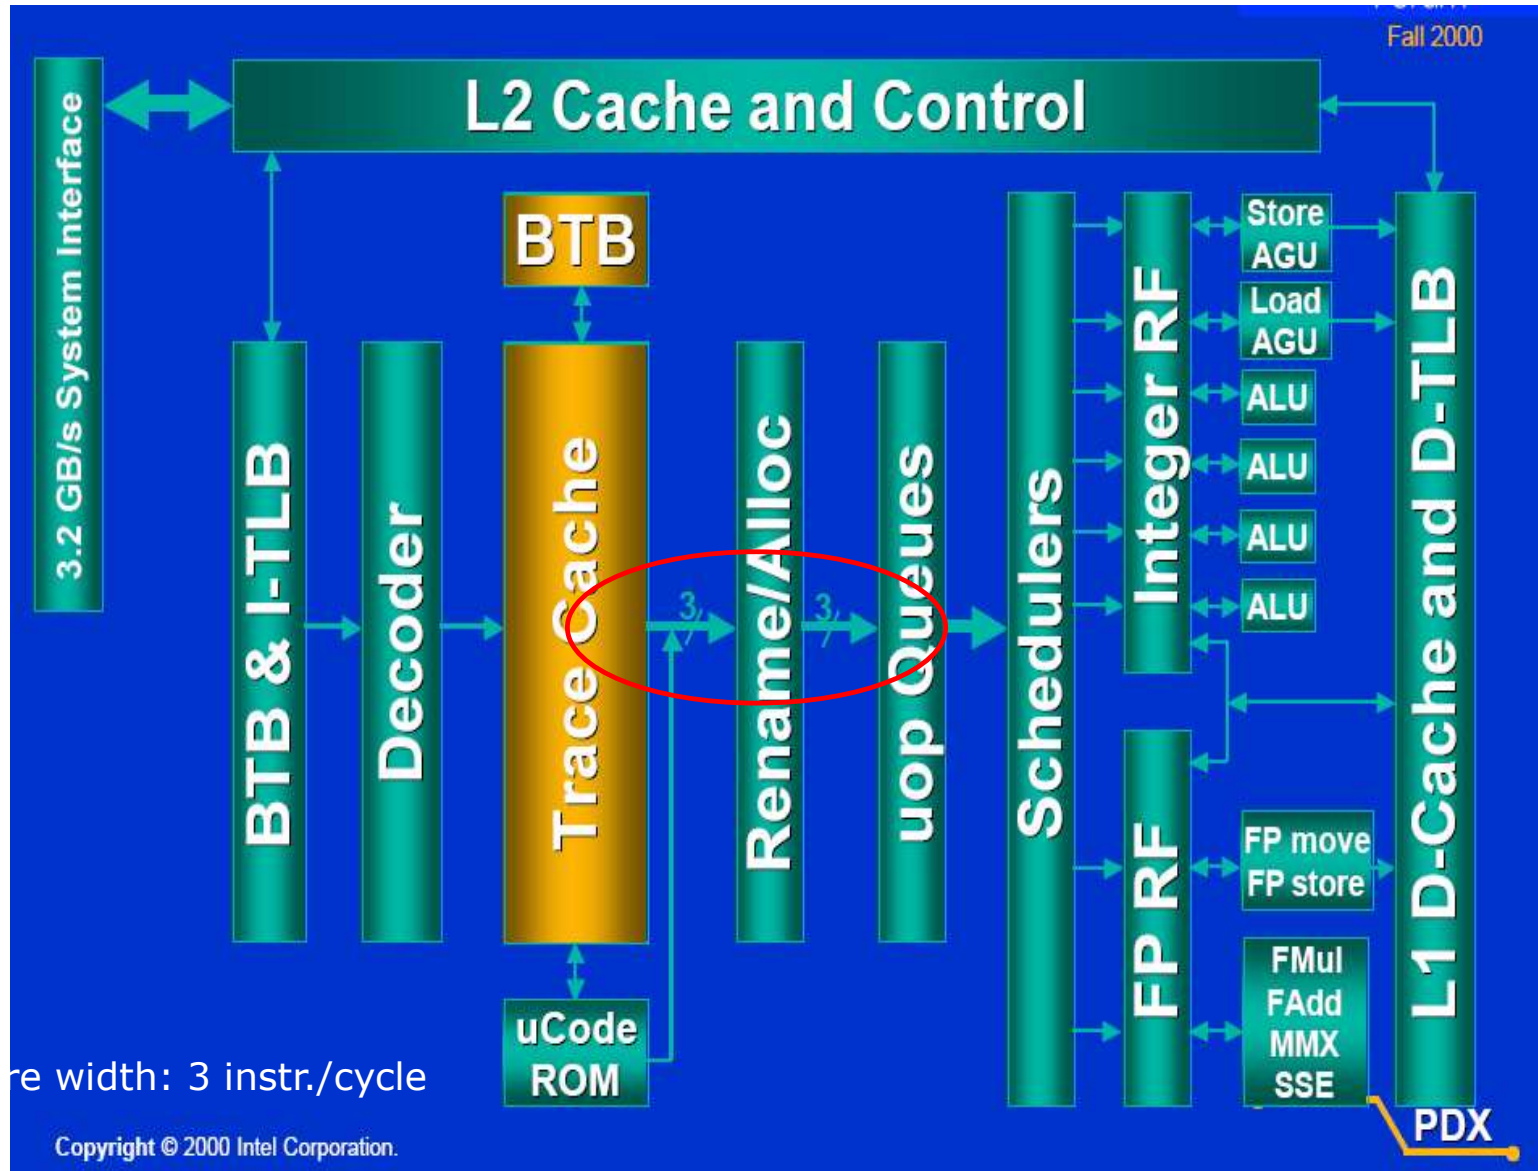 Fall 2000
L2 Cache and Control
3.2 GB/s System Interface
BTB
BTB & I-TLB
Decoder
Trace Cache
3
Rename/Alloc
3
uop Queues
Schedulers
Integer RF
FP RF
Store
AGU
Load
AGU
ALU
ALU
ALU
ALU
FP move
FP store
FMul
FAdd
MMX
SSE
L1 D-Cache and D-TLB
uCode
ROM
re width: 3 instr./cycle
Copyright © 2000 Intel Corporation.
PDX